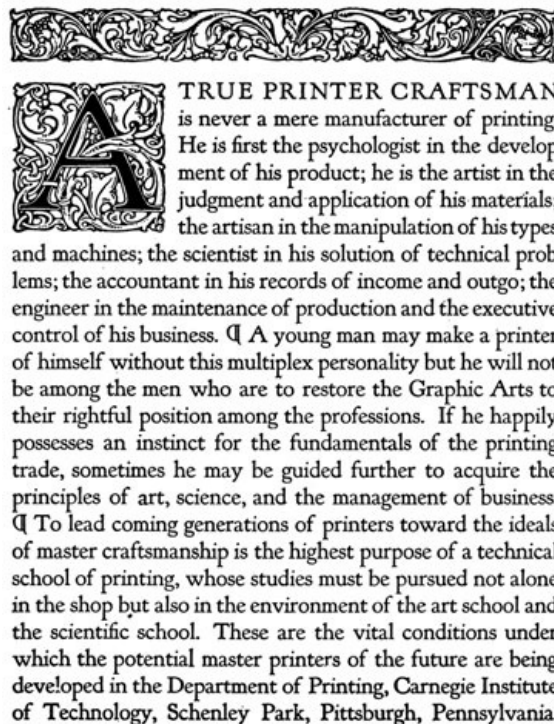 A TRUE PRINTER CRAFTSMAN
is never a mere manufacturer of printing
He is first the psychologist in the develop
ment of his product; he is the artist in the
judgment and application of his materials;
the artisan in the manipulation of his types
and machines; the scientist in his solution of technical prob
lems; the accountant in his records of income and outgo; the
engineer in the maintenance of production and the executive
control of his business. ¶ A young man may make a printer
of himself without this multiplex personality but he will not
be among the men who are to restore the Graphic Arts to
their rightful position among the professions. If he happily
possesses an instinct for the fundamentals of the printing
trade, sometimes he may be guided further to acquire the
principles of art, science, and the management of business
¶ To lead coming generations of printers toward the ideals
of master craftsmanship is the highest purpose of a technical
school of printing, whose studies must be pursued not alone
in the shop but also in the environment of the art school and
the scientific school. These are the vital conditions under
which the potential master printers of the future are being
developed in the Department of Printing, Carnegie Institute
of Technology, Schenley Park, Pittsburgh, Pennsylvania